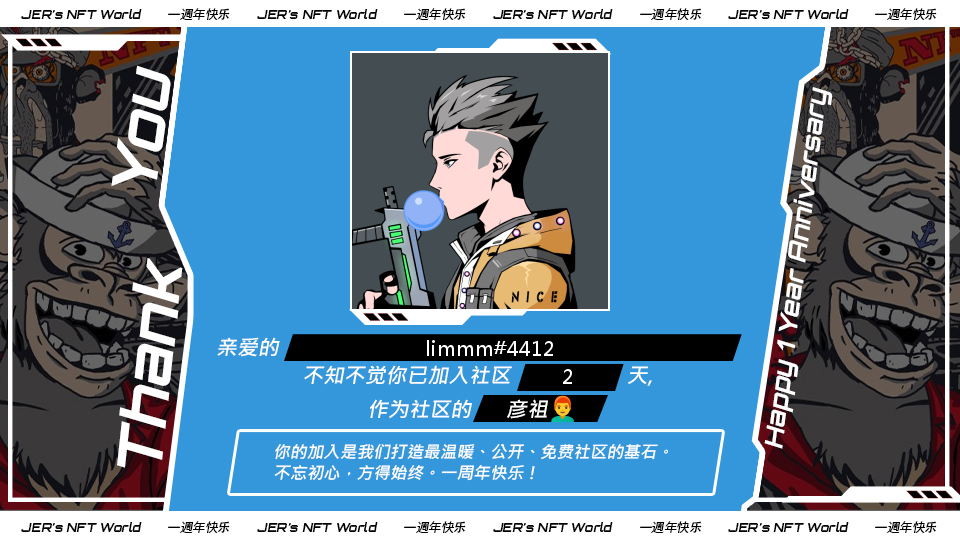 JER's NFT World 一週年快乐 JER's NFT World 一週年快乐 JER's NFT World 一週年快乐 JER's NFT World 一週年快乐
Thank You
NICE
亲爱的 limmm#4412
不知不觉你已加入社区 2 天,
作为社区的 彦祖👨‍🦰
你的加入是我们打造最温暖、公开、免费社区的基石。
不忘初心，方得始终。一周年快乐！
Happy 1 Year Anniversary
JER's NFT World 一週年快乐 JER's NFT World 一週年快乐 JER's NFT World 一週年快乐 JER's NFT World 一週年快乐